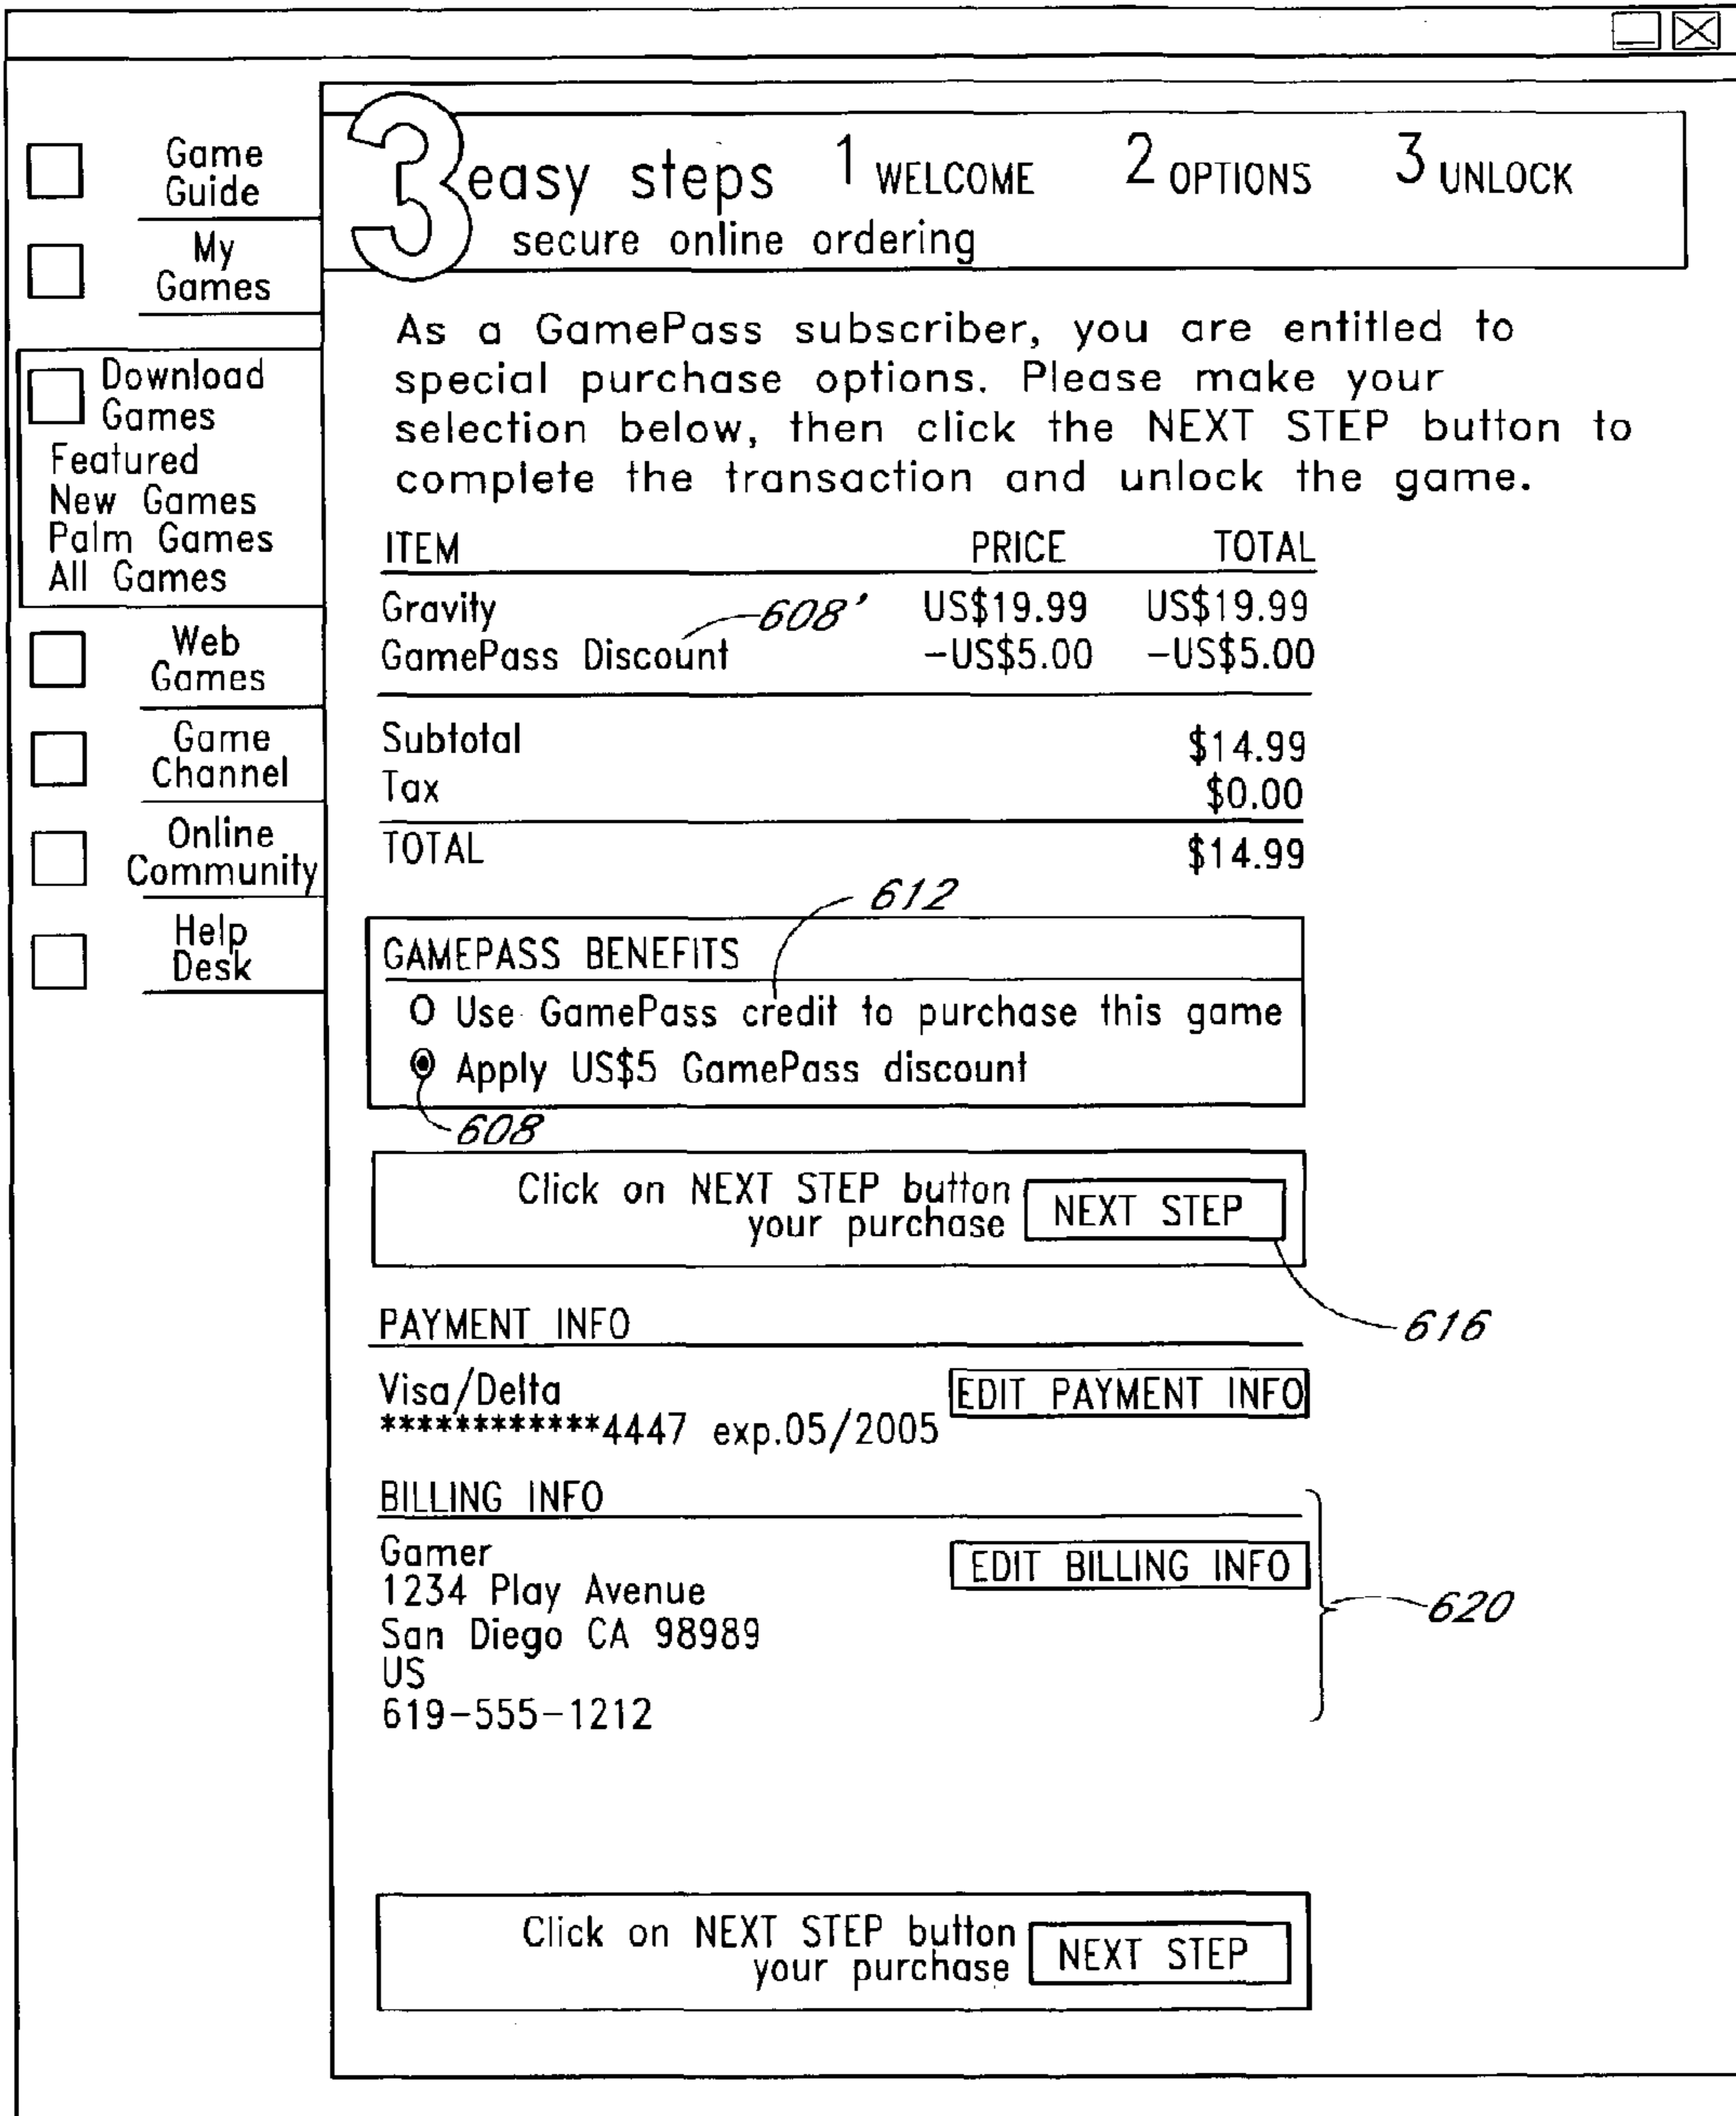 Game
Guide
My
Games
Download
Games
Featured
New Games
Palm Games
All Games
Web
Games
Game
Channel
Online
Community
Help
Desk
3 easy steps 1 WELCOME 2 OPTIONS 3 UNLOCK
secure online ordering
As a GamePass subscriber, you are entitled to
special purchase options. Please make your
selection below, then click the NEXT STEP button to
complete the transaction and unlock the game.
ITEM PRICE TOTAL
Gravity 608' US$19.99 US$19.99
GamePass Discount -US$5.00 -US$5.00
Subtotal $14.99
Tax $0.00
TOTAL $14.99
612
GAMEPASS BENEFITS
O Use GamePass credit to purchase this game
Apply US$5 GamePass discount
608
Click on NEXT STEP button
your purchase NEXT STEP
616
PAYMENT INFO
Visa/Delta EDIT PAYMENT INFO
************4447 exp.05/2005
BILLING INFO
Gamer EDIT BILLING INFO
1234 Play Avenue
620
San Diego CA 98989
US
619-555-1212
Click on NEXT STEP button
your purchase NEXT STEP